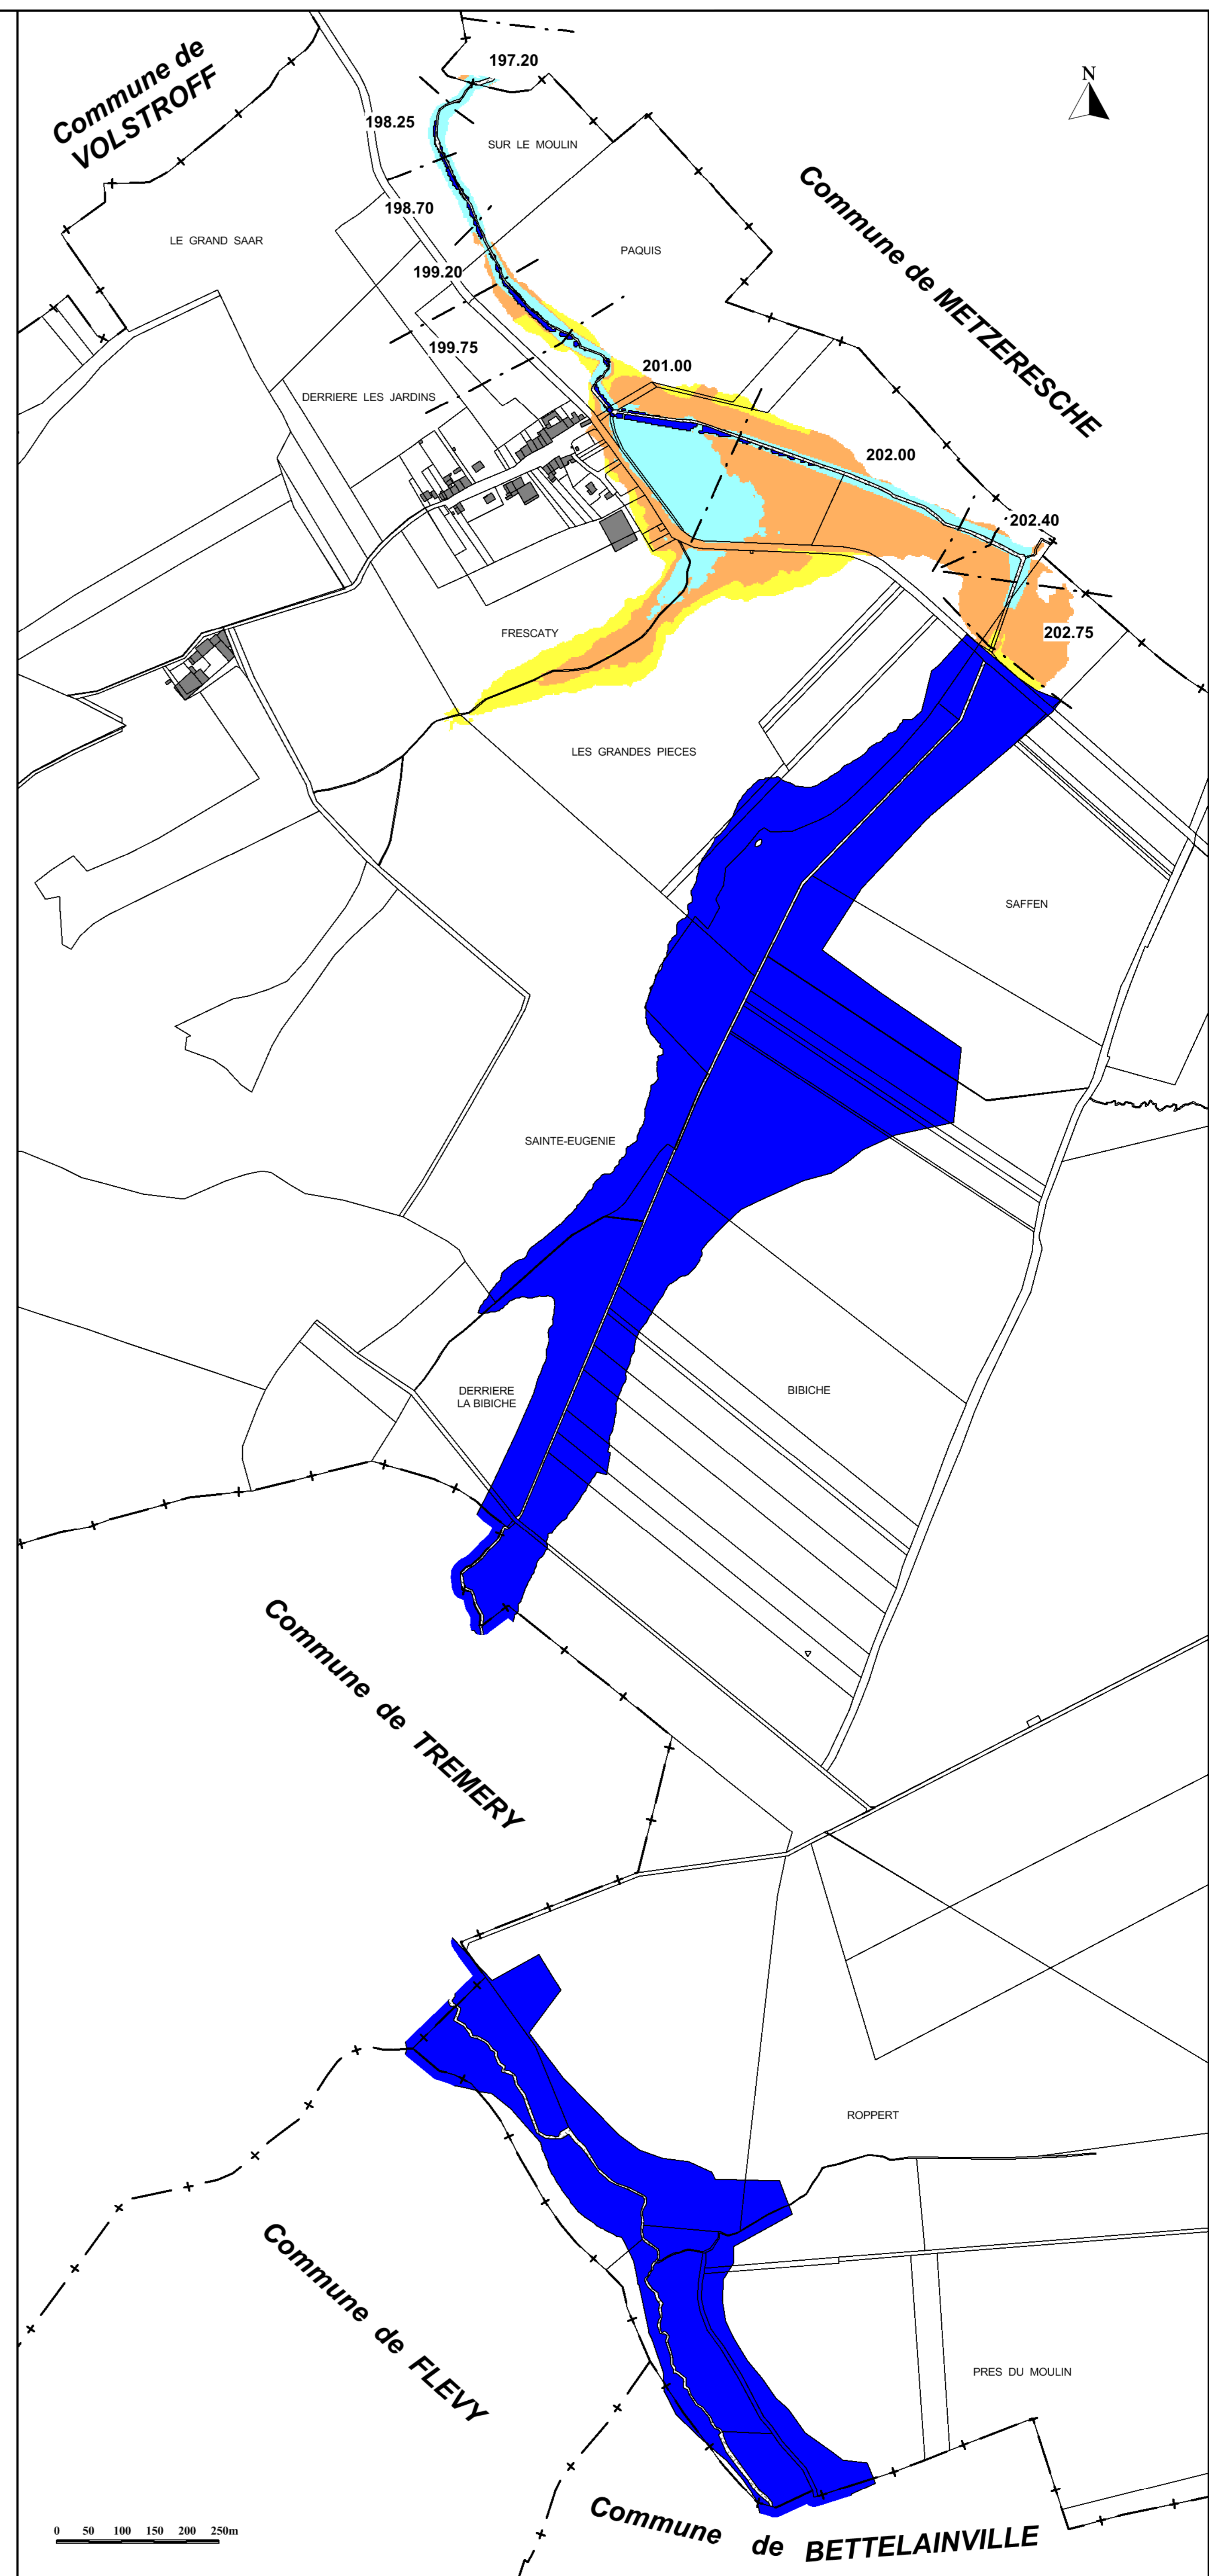 197.20
N
Commune de
VOLSTROFF
198.25
SUR LE MOULIN
Commune de METZERESCHE
198.70
LE GRAND SAAR
PAQUIS
199.20
199.75
201.00
DERRIERE LES JARDINS
202.00
202.40
FRESCATY
202.75
LES GRANDES PIECES
SAFFEN
SAINTE-EUGENIE
DERRIERE
LA BIBICHE
BIBICHE
Commune de TREMERY
ROPPERT
Commune de FLEVY
PRES DU MOULIN
Commune de BETTELAINVILLE
0 50 100 150 200 250m